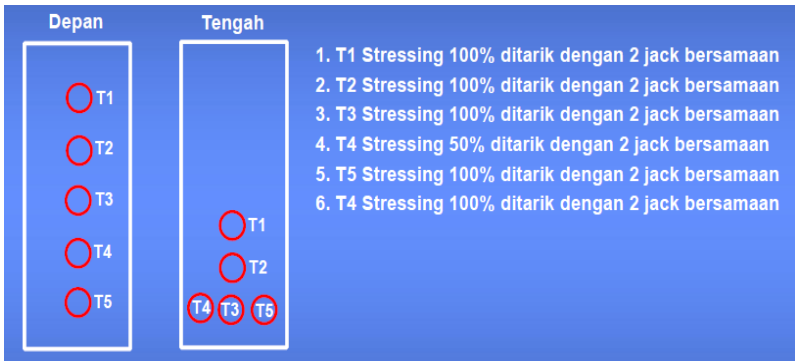 Depan
Tengah
T1
T2
T3
T4
T5
T1
T2
T4 T3 T5
1. T1 Stressing 100% ditarik dengan 2 jack bersamaan
2. T2 Stressing 100% ditarik dengan 2 jack bersamaan
3. T3 Stressing 100% ditarik dengan 2 jack bersamaan
4. T4 Stressing 50% ditarik dengan 2 jack bersamaan
5. T5 Stressing 100% ditarik dengan 2 jack bersamaan
6. T4 Stressing 100% ditarik dengan 2 jack bersamaan